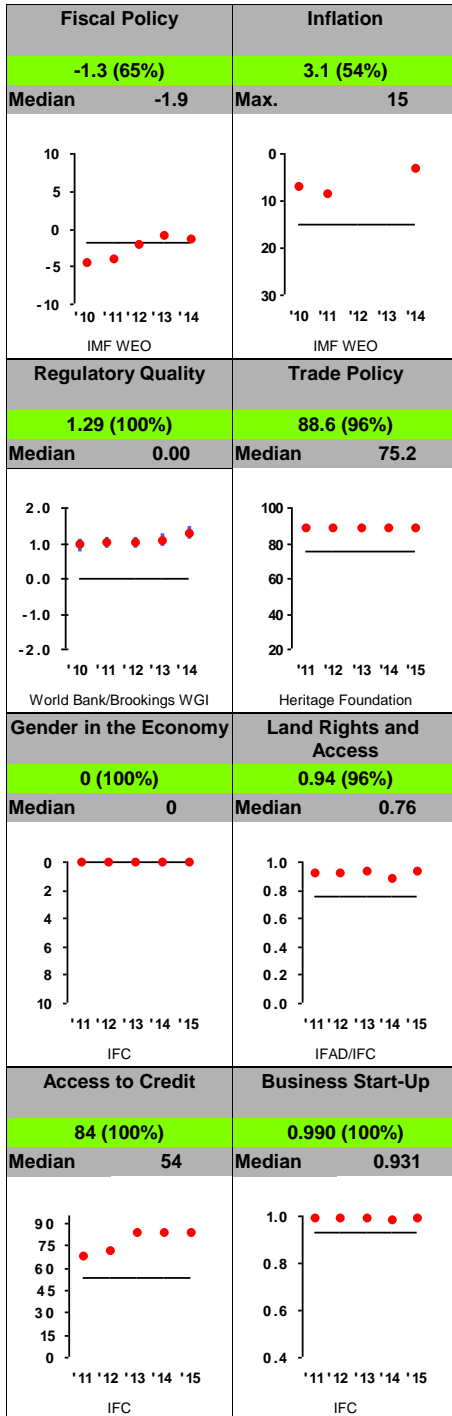 Fiscal Policy
-1.3 (65%)
Median -1.9
10
5
0
-5
-10
'10 '11 '12 '13 '14
IMF WEO
Inflation
3.1 (54%)
Max. 15
0
10
20
30
'10 '11 '12 '13 '14
IMF WEO
Regulatory Quality
1.29 (100%)
Median 0.00
2.0
1.0
0.0
-1.0
-2.0
'10 '11 '12 '13 '14
World Bank/Brookings WGI
Trade Policy
88.6 (96%)
Median 75.2
100
80
60
40
20
'11 '12 '13 '14 '15
Heritage Foundation
Gender in the Economy
0 (100%)
Median 0
0
2
4
6
8
10
'11 '12 '13 '14 '15
IFC
Land Rights and
Access
0.94 (96%)
Median 0.76
1.0
0.8
0.6
0.4
0.2
0.0
'11 '12 '13 '14 '15
IFAD/IFC
Access to Credit
84 (100%)
Median 54
90
75
60
45
30
15
0
'11 '12 '13 '14 '15
IFC
Business Start-Up
0.990 (100%)
Median 0.931
1.0
0.8
0.6
0.4
'11 '12 '13 '14 '15
IFC